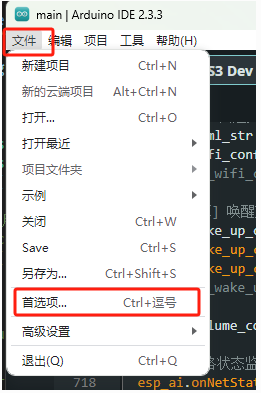 main | Arduino IDE 2.3.3
文件 编辑 项目 工具 帮助(H)
新建项目 Ctrl+N
新的云端项目 Alt+Ctrl+N
打开... Ctrl+O
打开最近
项目文件夹
示例
关闭 Ctrl+W
Save Ctrl+S
另存为... Ctrl+Shift+S
首选项... Ctrl+逗号
高级设置
退出(Q) Ctrl+Q
S3 Dev
ml_str
fi_conf
_wifi_c
] 唤醒
ake_up_c
ake_up_c
_wake_u
lume_co
络状态监
718 esp_ai.onNetStat